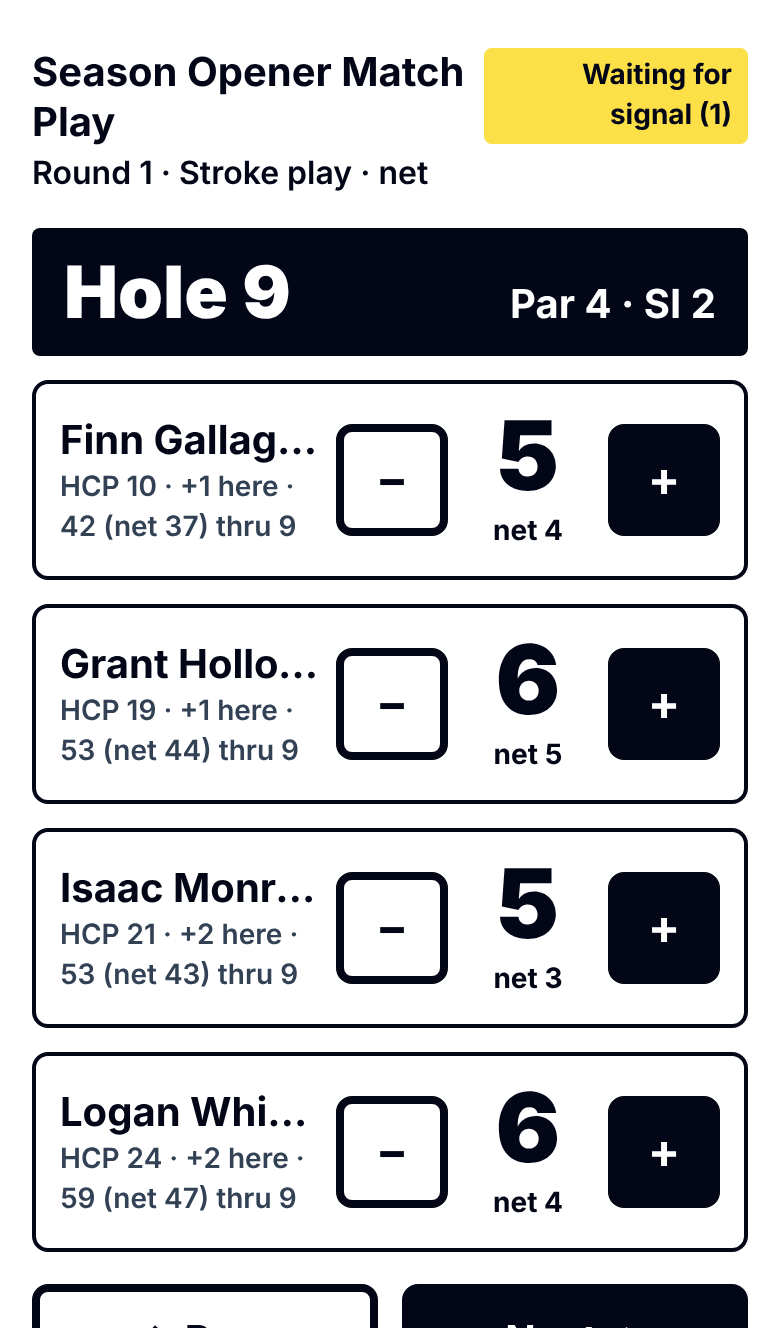 Season Opener Match
Play
Waiting for
signal (1)
Round 1 · Stroke play · net
Hole 9
Par 4 · SI 2
Finn Gallag...
HCP 10 · +1 here ·
42 (net 37) thru 9
−
5
net 4
+
Grant Hollo...
HCP 19 · +1 here ·
53 (net 44) thru 9
−
6
net 5
+
Isaac Monr...
HCP 21 · +2 here ·
53 (net 43) thru 9
−
5
net 3
+
Logan Whi...
HCP 24 · +2 here ·
59 (net 47) thru 9
−
6
net 4
+